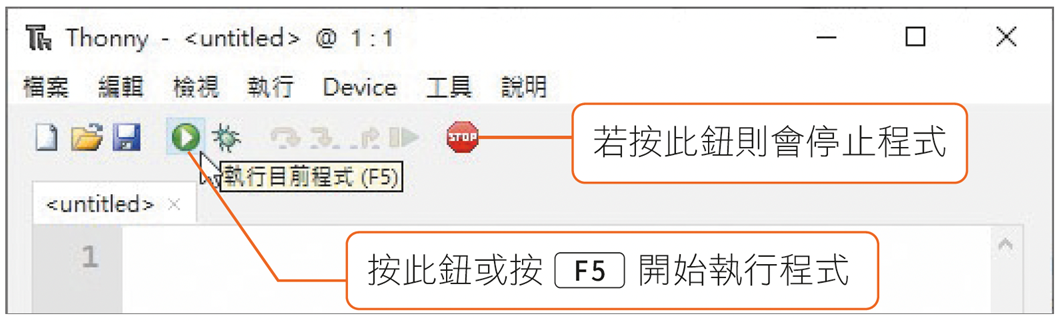 Thonny - <untitled> @ 1 : 1
檔案 編輯 檢視 執行 Device 工具 說明
STOP
若按此鈕則會停止程式
執行目前程式 (F5)
<untitled> ×
1
按此鈕或按 F5 開始執行程式